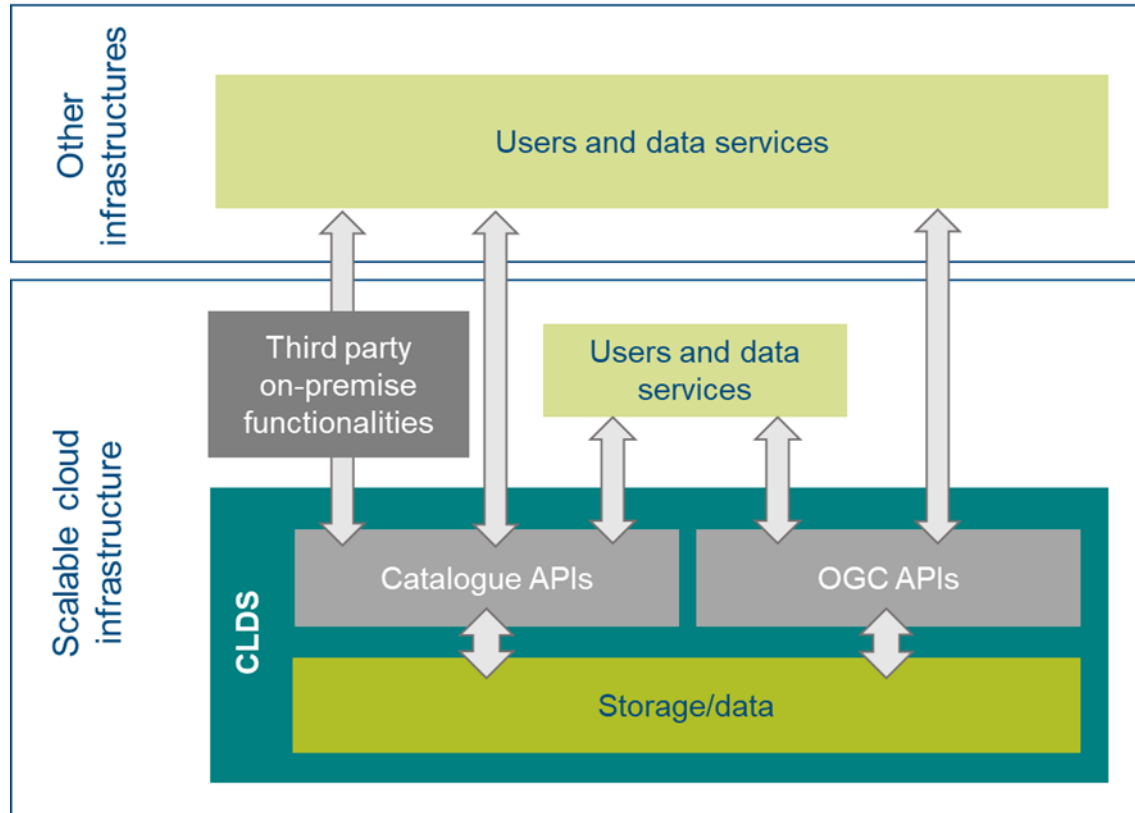 Other
infrastructures
Users and data services
Scalable cloud
infrastructure
Third party
on-premise
functionalities
Users and data
services
CLDS
Catalogue APIs
OGC APIs
Storage/data